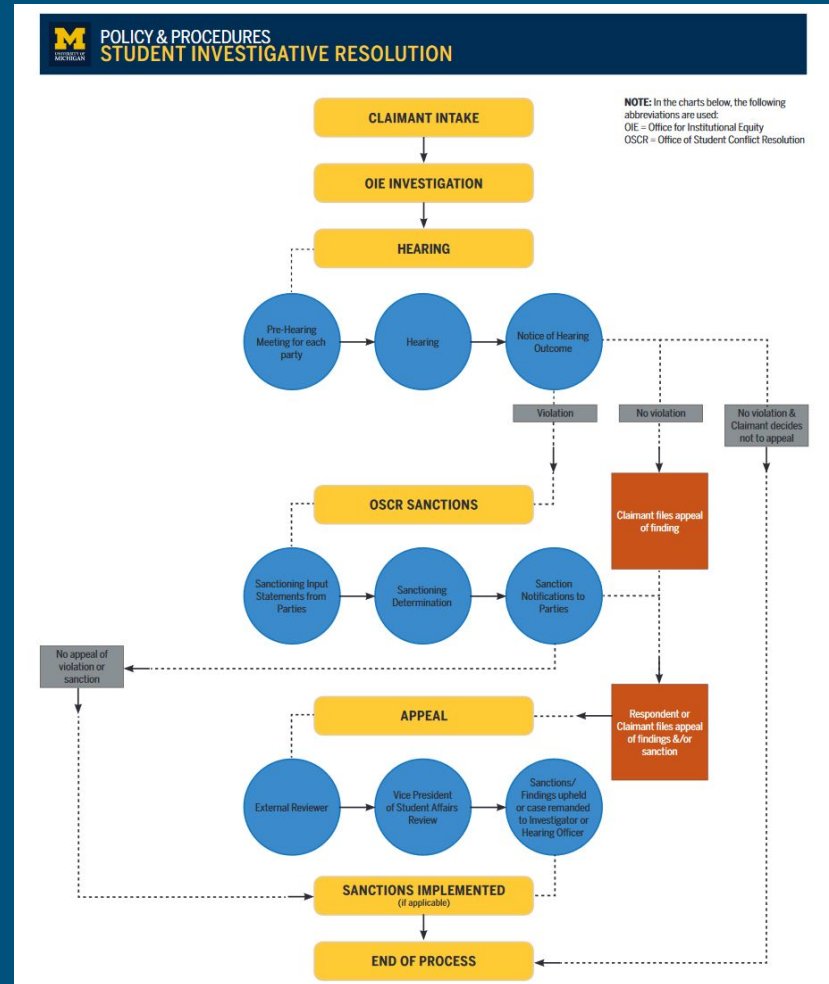 M
UNIVERSITY OF
MICHIGAN
POLICY & PROCEDURES
STUDENT INVESTIGATIVE RESOLUTION
NOTE: In the charts below, the following
abbreviations are used:
OIE = Office for Institutional Equity
OSCR = Office of Student Conflict Resolution
CLAIMANT INTAKE
OIE INVESTIGATION
HEARING
Pre-Hearing
Meeting for each
party
Hearing
Notice of Hearing
Outcome
Violation
No violation
No violation &
Claimant decides
not to appeal
OSCR SANCTIONS
Claimant files appeal
of finding
Sanctioning Input
Statements from
Parties
Sanctioning
Determination
Sanction
Notifications to
Parties
No appeal of
violation or
sanction
APPEAL
Respondent or
Claimant files appeal
of findings &/or
sanction
External Reviewer
Vice President
of Student Affairs
Review
Sanctions/
Findings upheld
or case remanded
to Investigator or
Hearing Officer
SANCTIONS IMPLEMENTED
(if applicable)
END OF PROCESS